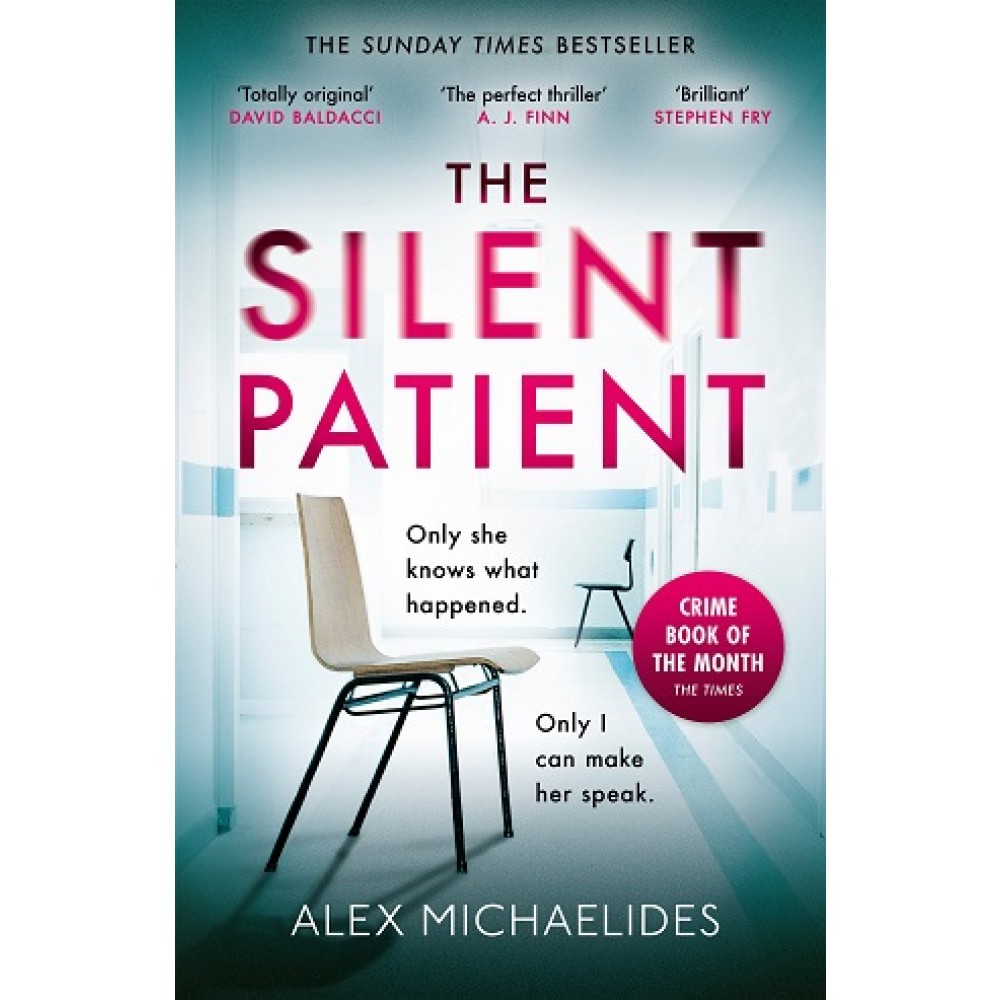 THE SUNDAY TIMES BESTSELLER
‘Totally original’
DAVID BALDACCI
‘The perfect thriller’
A. J. FINN
‘Brilliant’
STEPHEN FRY
THE
SILENT
PATIENT
Only she
knows what
happened.
CRIME
BOOK OF
THE MONTH
THE TIMES
Only I
can make
her speak.
ALEX MICHAELIDES